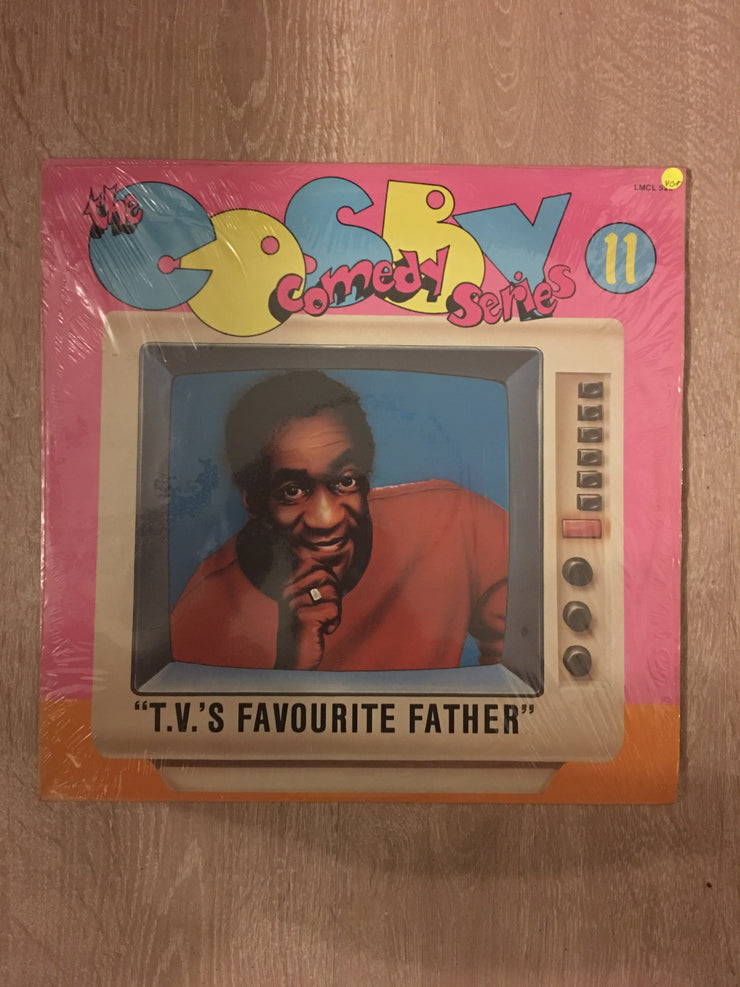 the COSBY
comedy series
11
LMCL
"T.V.'S FAVOURITE FATHER"